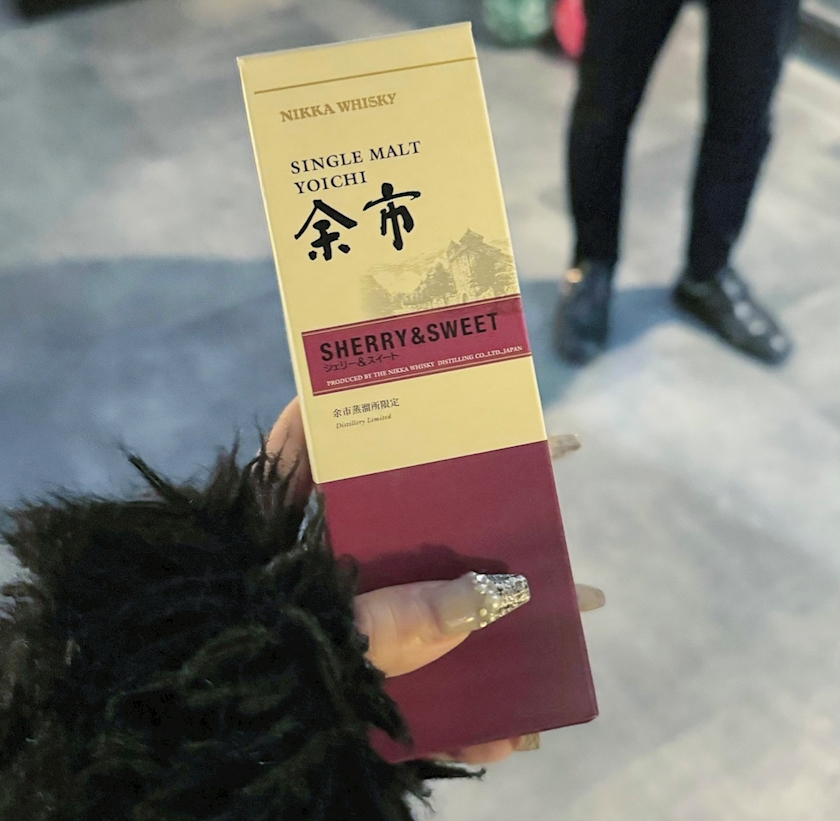 NIKKA WHISKY
SINGLE MALT
YOICHI
余市
SHERRY&SWEET
シェリー&スイート
PRODUCED BY THE NIKKA WHISKY DISTILLING CO.,LTD.,JAPAN
余市蒸溜所限定
Distillery Limited